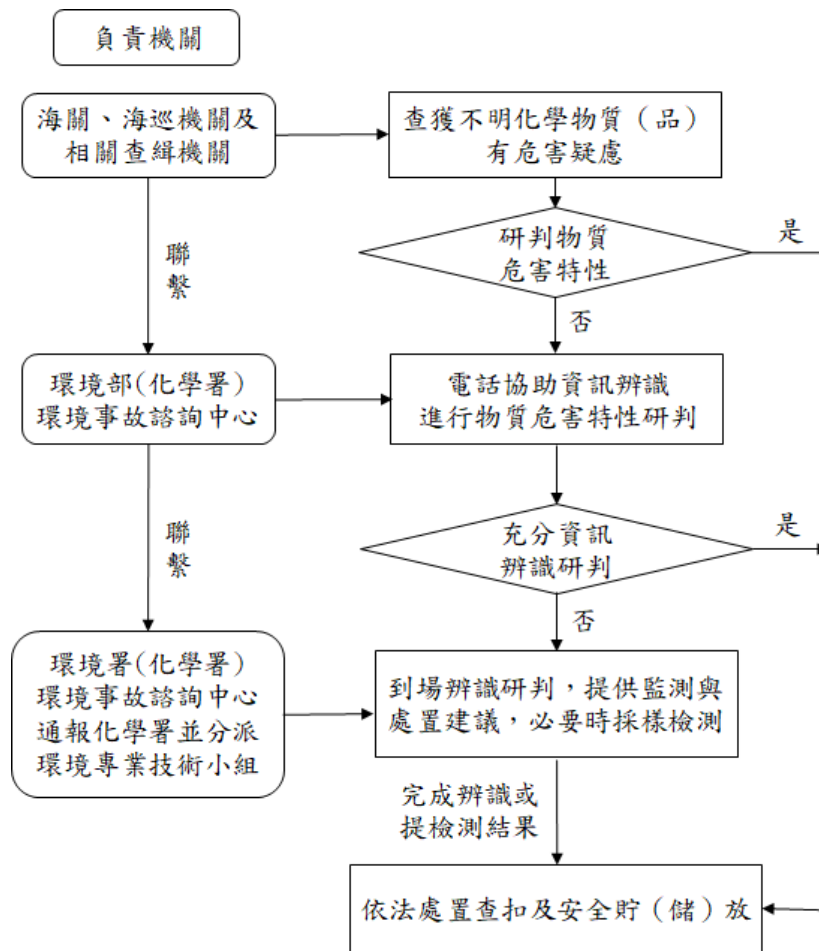 負責機關
海關、海巡機關及
相關查緝機關
查獲不明化學物質（品）
有危害疑慮
研判物質
危害特性
是
聯
繫
否
環境部(化學署)
環境事故諮詢中心
電話協助資訊辨識
進行物質危害特性研判
充分資訊
辨識研判
是
聯
繫
否
環境署(化學署)
環境事故諮詢中心
通報化學署並分派
環境專業技術小組
到場辨識研判，提供監測與
處置建議，必要時採樣檢測
完成辨識或
提檢測結果
依法處置查扣及安全貯（儲）放